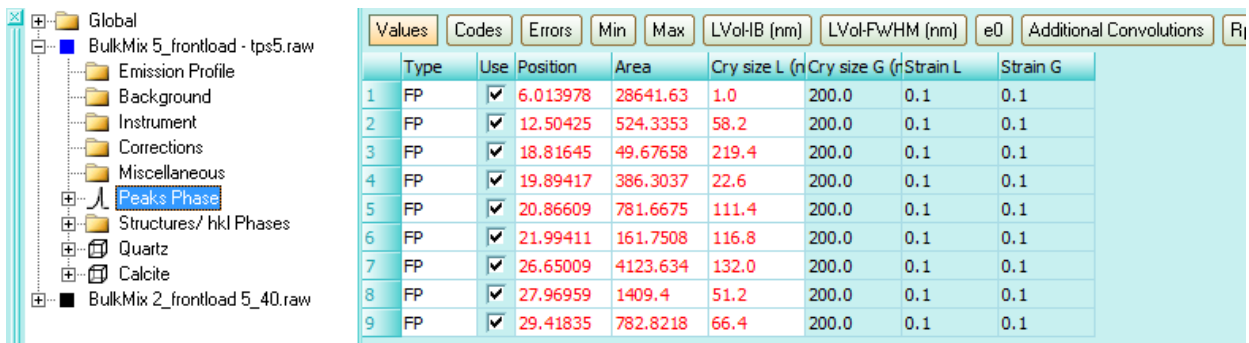 Global
BulkMix 5_frontload - tps5.raw
Emission Profile
Background
Instrument
Corrections
Miscellaneous
Peaks Phase
Structures/ hkl Phases
Quartz
Calcite
BulkMix 2_frontload 5_40.raw
Values Codes Errors Min Max LVol-IB (nm) LVol-FWHM (nm) e0 Additional Convolutions Rp
Type Use Position Area Cry size L (n Cry size G (n Strain L Strain G
1 FP 6.013978 28641.63 1.0 200.0 0.1 0.1
2 FP 12.50425 524.3353 58.2 200.0 0.1 0.1
3 FP 18.81645 49.67658 219.4 200.0 0.1 0.1
4 FP 19.89417 386.3037 22.6 200.0 0.1 0.1
5 FP 20.86609 781.6675 111.4 200.0 0.1 0.1
6 FP 21.99411 161.7508 116.8 200.0 0.1 0.1
7 FP 26.65009 4123.634 132.0 200.0 0.1 0.1
8 FP 27.96959 1409.4 51.2 200.0 0.1 0.1
9 FP 29.41835 782.8218 66.4 200.0 0.1 0.1